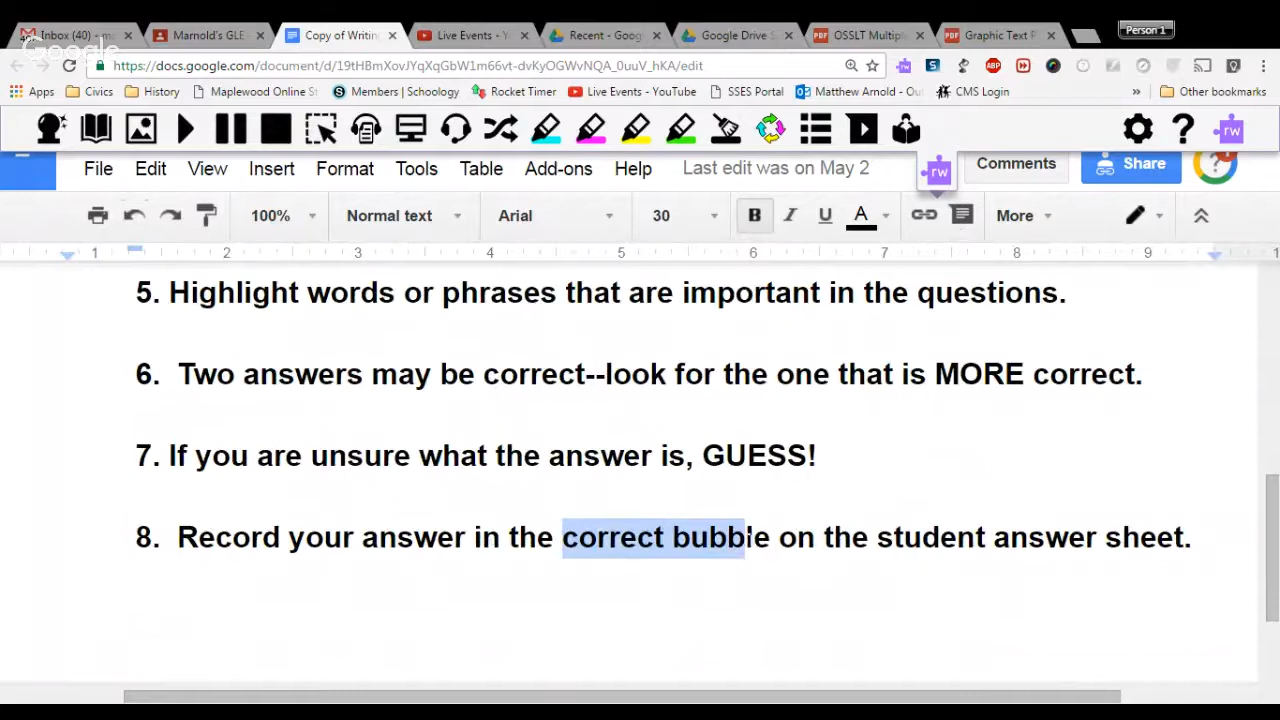 Inbox (40) - m
Marnold's GLE
Copy of Writing
Live Events - Y
Recent - Goog
Google Drive S
OSSLT Multiple
Graphic Text R
Person 1
Google
https://docs.google.com/document/d/19tHBmXovJYqXqGbW1m66vt-dvKyOGWvNQA_0uuV_hKA/edit
Apps Civics History Maplewood Online St Members | Schoology Rocket Timer Live Events - YouTube SSES Portal Matthew Arnold - Ou CMS Login » Other bookmarks
rw
File Edit View Insert Format Tools Table Add-ons Help Last edit was on May 2 rw Comments Share
100% Normal text Arial 30 B I U A More
1 2 3 4 5 6 7 8 9 1
5. Highlight words or phrases that are important in the questions.
6. Two answers may be correct--look for the one that is MORE correct.
7. If you are unsure what the answer is, GUESS!
8. Record your answer in the correct bubble on the student answer sheet.